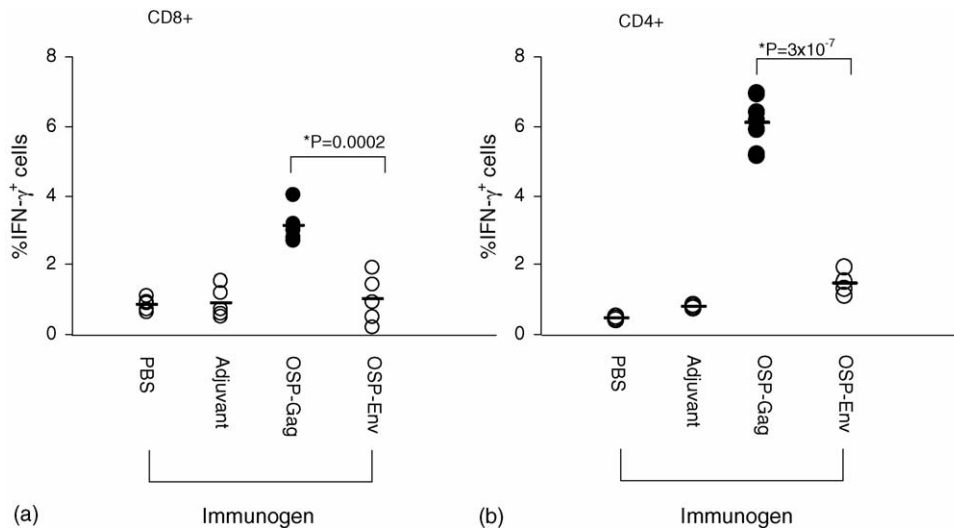 CD8+
8
6
4
2
0
%IFN-γ+ cells
*P=0.0002
PBS
Adjuvant
OSP-Gag
OSP-Env
(a)
Immunogen
CD4+
8
6
4
2
0
%IFN-γ+ cells
*P=3x10-7
PBS
Adjuvant
OSP-Gag
OSP-Env
(b)
Immunogen